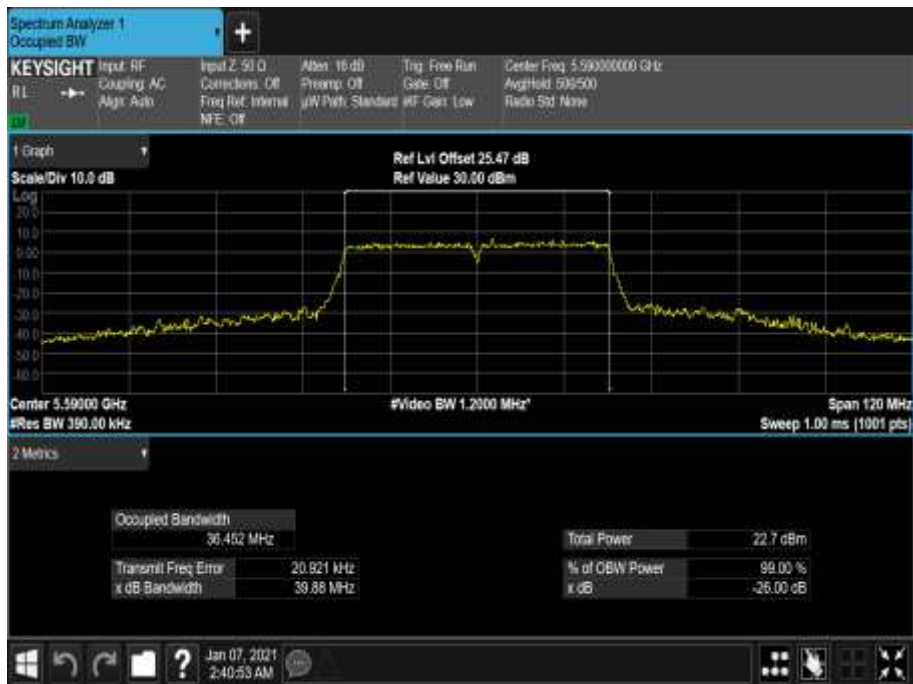 Spectrum Analyzer 1
Occupied BW
+
KEYSIGHT
RL
Input: RF
Coupling: AC
Align: Auto
Input Z: 50 Ω
Corrections: Off
Freq Ref: Internal
NFE: Off
Atten: 16 dB
Preamp: Off
µW Path: Standard
Trig: Free Run
Gate: Off
#IF Gain: Low
Center Freq: 5.590000000 GHz
Avg|Hold: 500/500
Radio Std: None
1 Graph
Scale/Div 10.0 dB
Ref Lvl Offset 25.47 dB
Ref Value 30.00 dBm
Log
20.0
10.0
0.00
-10.0
-20.0
-30.0
-40.0
-50.0
-60.0
Center 5.59000 GHz
#Video BW 1.2000 MHz*
Span 120 MHz
#Res BW 390.00 kHz
Sweep 1.00 ms (1001 pts)
2 Metrics
Occupied Bandwidth
36.452 MHz
Total Power 22.7 dBm
Transmit Freq Error 20.921 kHz
% of OBW Power 99.00 %
x dB Bandwidth 39.88 MHz
x dB -26.00 dB
?
Jan 07, 2021
2:40:53 AM